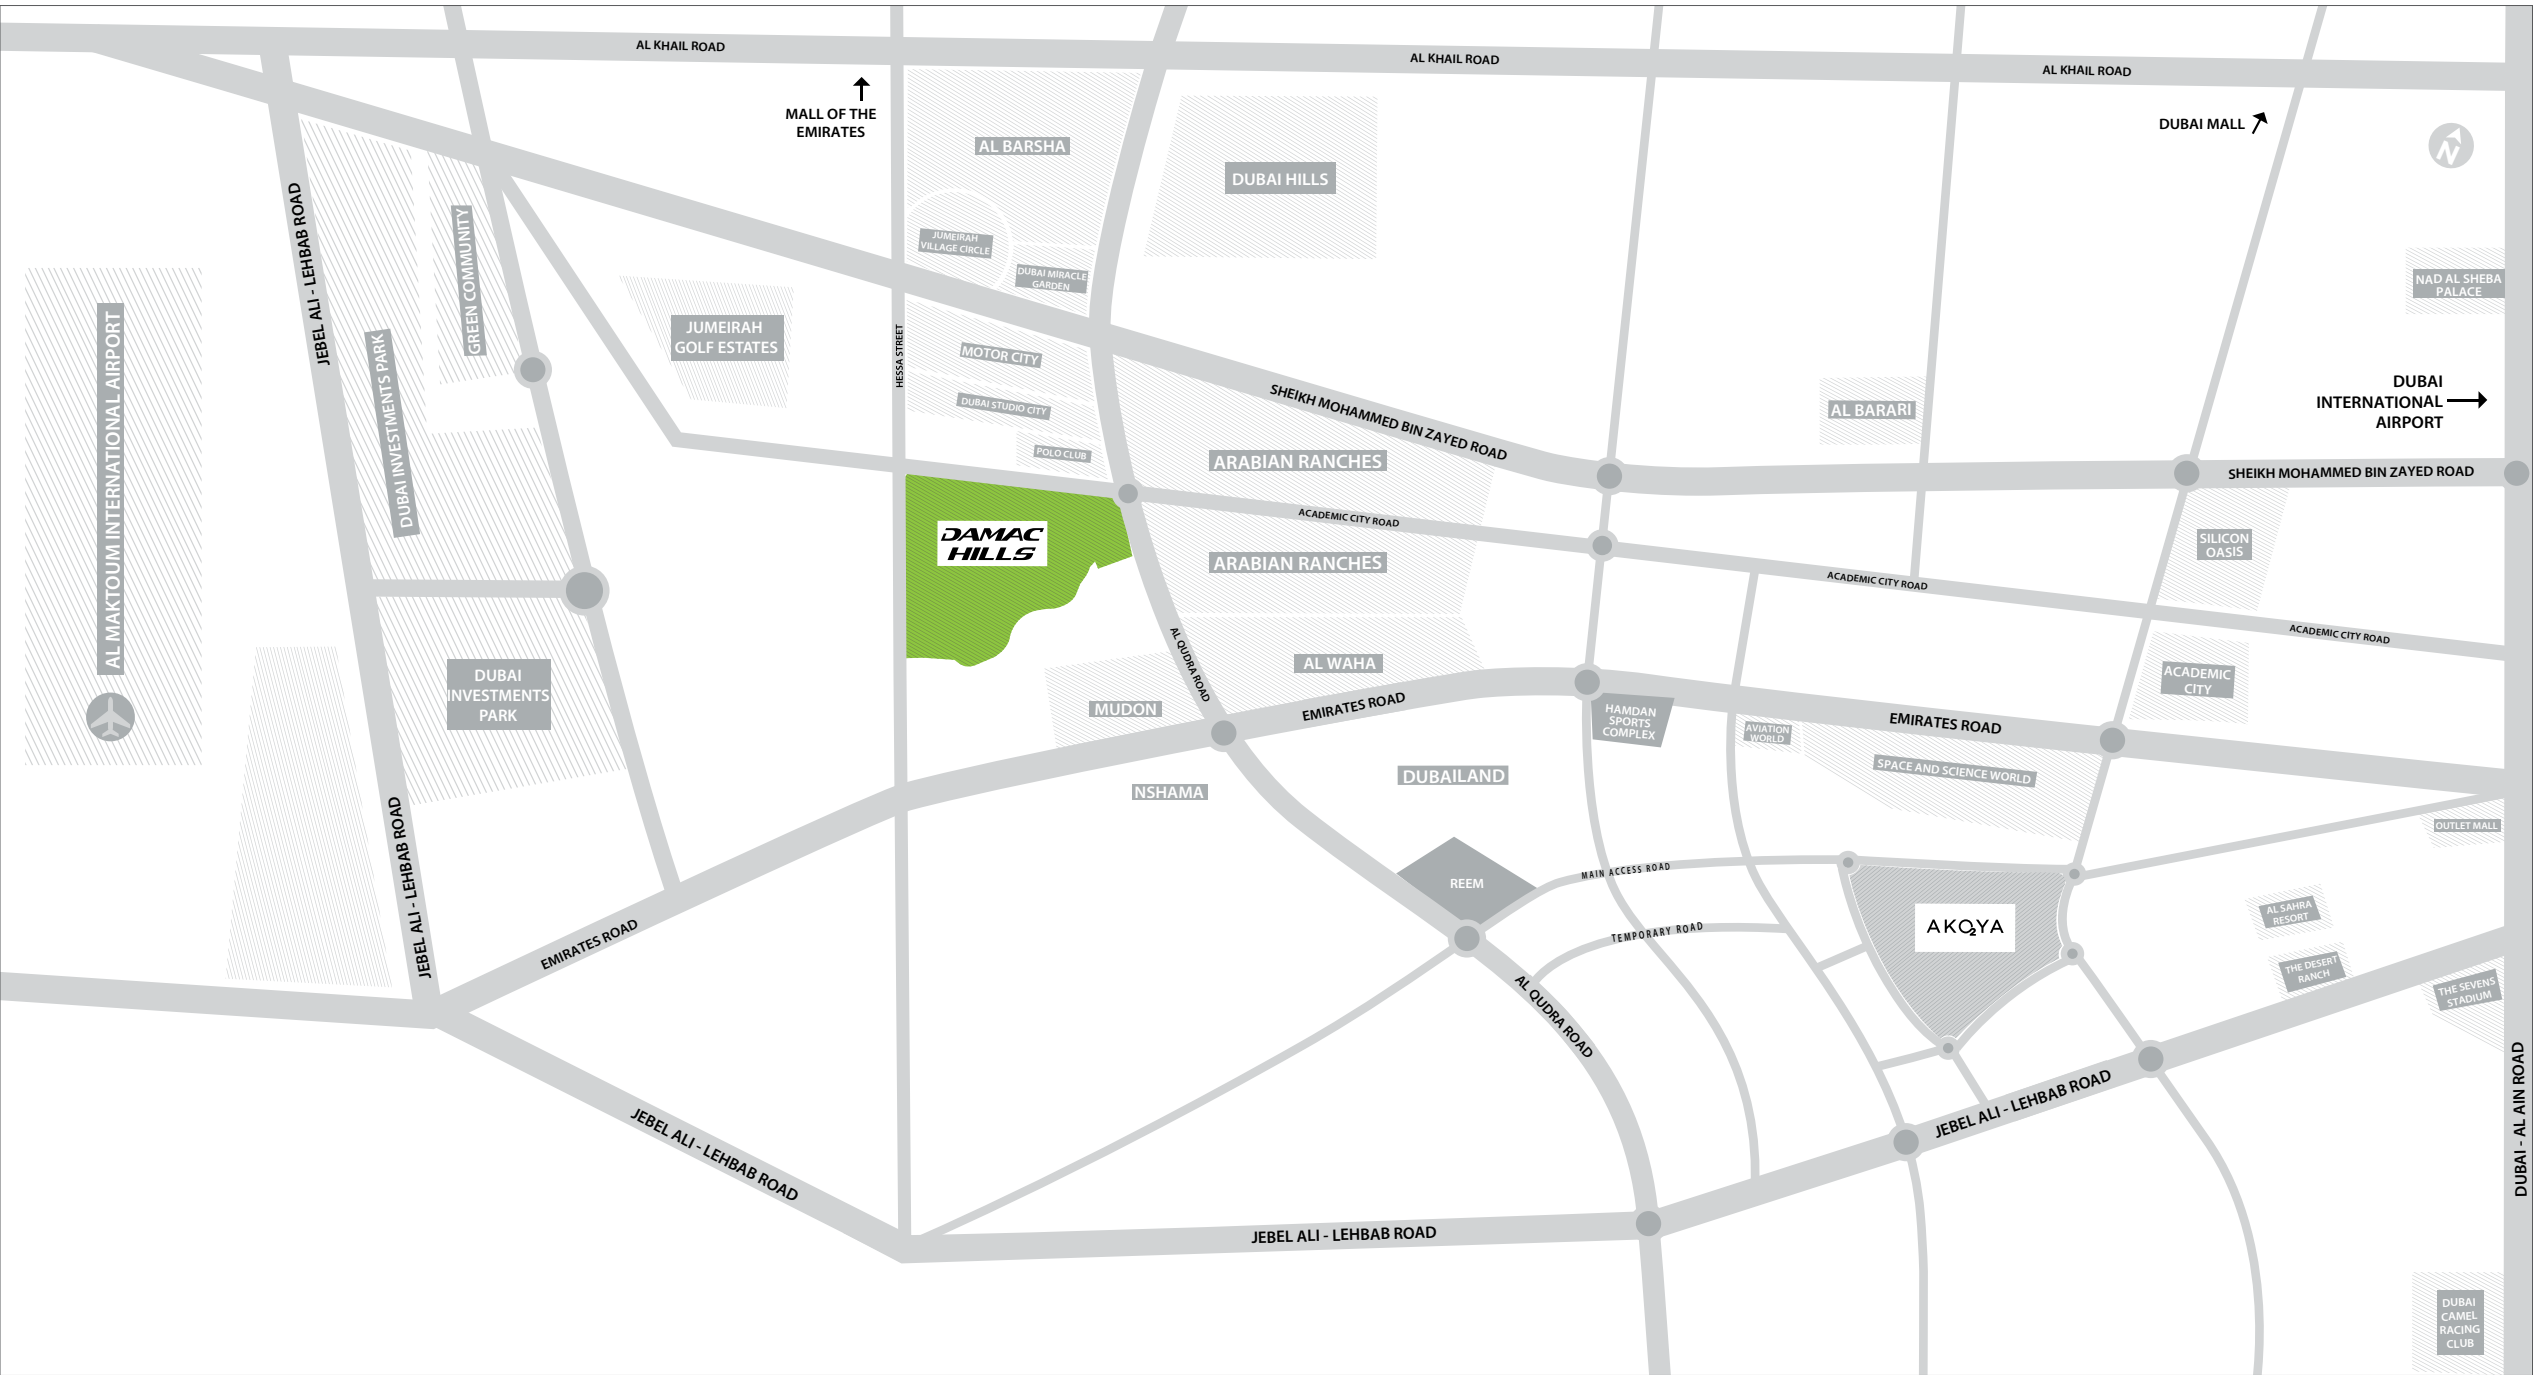 AL KHAIL ROAD
AL KHAIL ROAD
AL KHAIL ROAD
MALL OF THE
EMIRATES
DUBAI MALL
N
AL BARSHA
DUBAI HILLS
JEBEL ALI - LEHBAB ROAD
GREEN COMMUNITY
JUMEIRAH
VILLAGE CIRCLE
DUBAI MIRACLE
GARDEN
NAD AL SHEBA
PALACE
AL MAKTOUM INTERNATIONAL AIRPORT
DUBAI INVESTMENTS PARK
JUMEIRAH
GOLF ESTATES
HESSA STREET
MOTOR CITY
DUBAI STUDIO CITY
POLO CLUB
SHEIKH MOHAMMED BIN ZAYED ROAD
AL BARARI
DUBAI
INTERNATIONAL
AIRPORT
ARABIAN RANCHES
SHEIKH MOHAMMED BIN ZAYED ROAD
ACADEMIC CITY ROAD
DAMAC
HILLS
ARABIAN RANCHES
SILICON
OASIS
ACADEMIC CITY ROAD
ACADEMIC CITY ROAD
AL QUDRA ROAD
AL WAHA
ACADEMIC
CITY
DUBAI
INVESTMENTS
PARK
MUDON
EMIRATES ROAD
HAMDAN
SPORTS
COMPLEX
AVIATION
WORLD
EMIRATES ROAD
SPACE AND SCIENCE WORLD
NSHAMA
DUBAILAND
OUTLET MALL
JEBEL ALI - LEHBAB ROAD
REEM
MAIN ACCESS ROAD
TEMPORARY ROAD
AKO2YA
AL SAHRA
RESORT
EMIRATES ROAD
THE DESERT
RANCH
THE SEVENS
STADIUM
AL QUDRA ROAD
JEBEL ALI - LEHBAB ROAD
JEBEL ALI - LEHBAB ROAD
DUBAI - AL AIN ROAD
JEBEL ALI - LEHBAB ROAD
DUBAI
CAMEL
RACING
CLUB